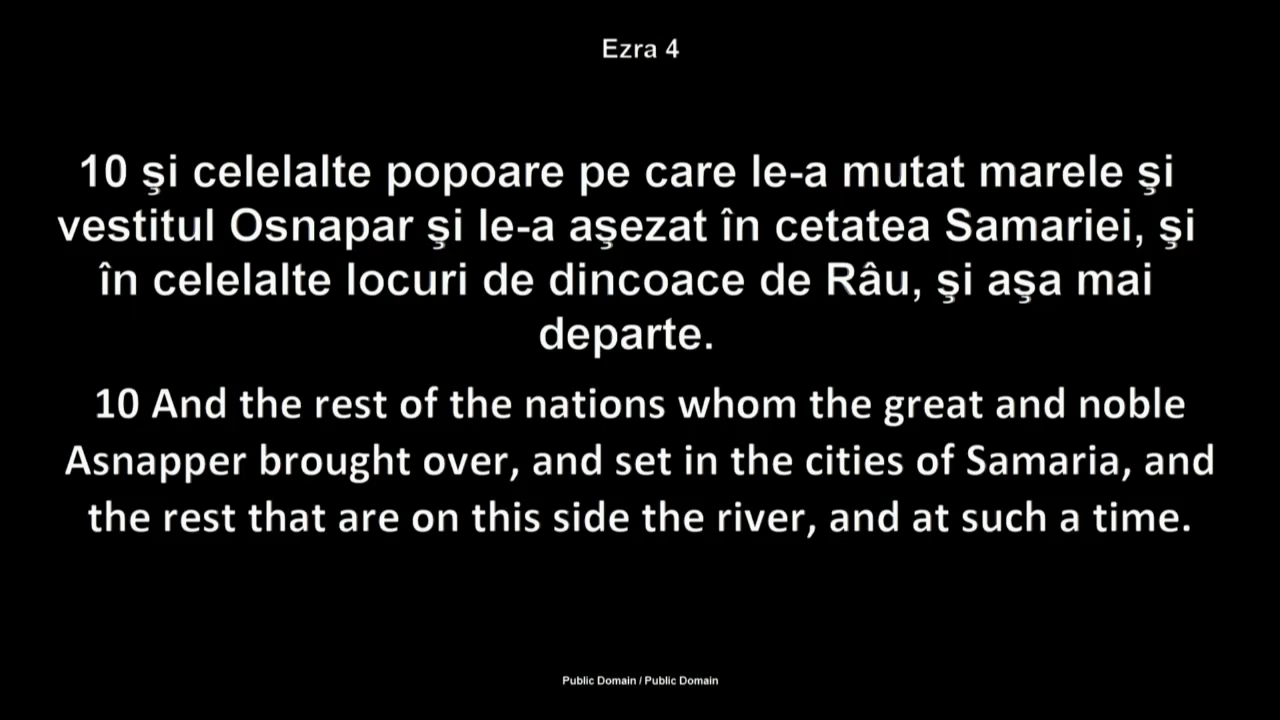 Ezra 4
10 şi celelalte popoare pe care le-a mutat marele şi
vestitul Osnapar şi le-a aşezat în cetatea Samariei, şi
în celelalte locuri de dincoace de Râu, şi aşa mai
departe.
10 And the rest of the nations whom the great and noble
Asnapper brought over, and set in the cities of Samaria, and
the rest that are on this side the river, and at such a time.
Public Domain / Public Domain